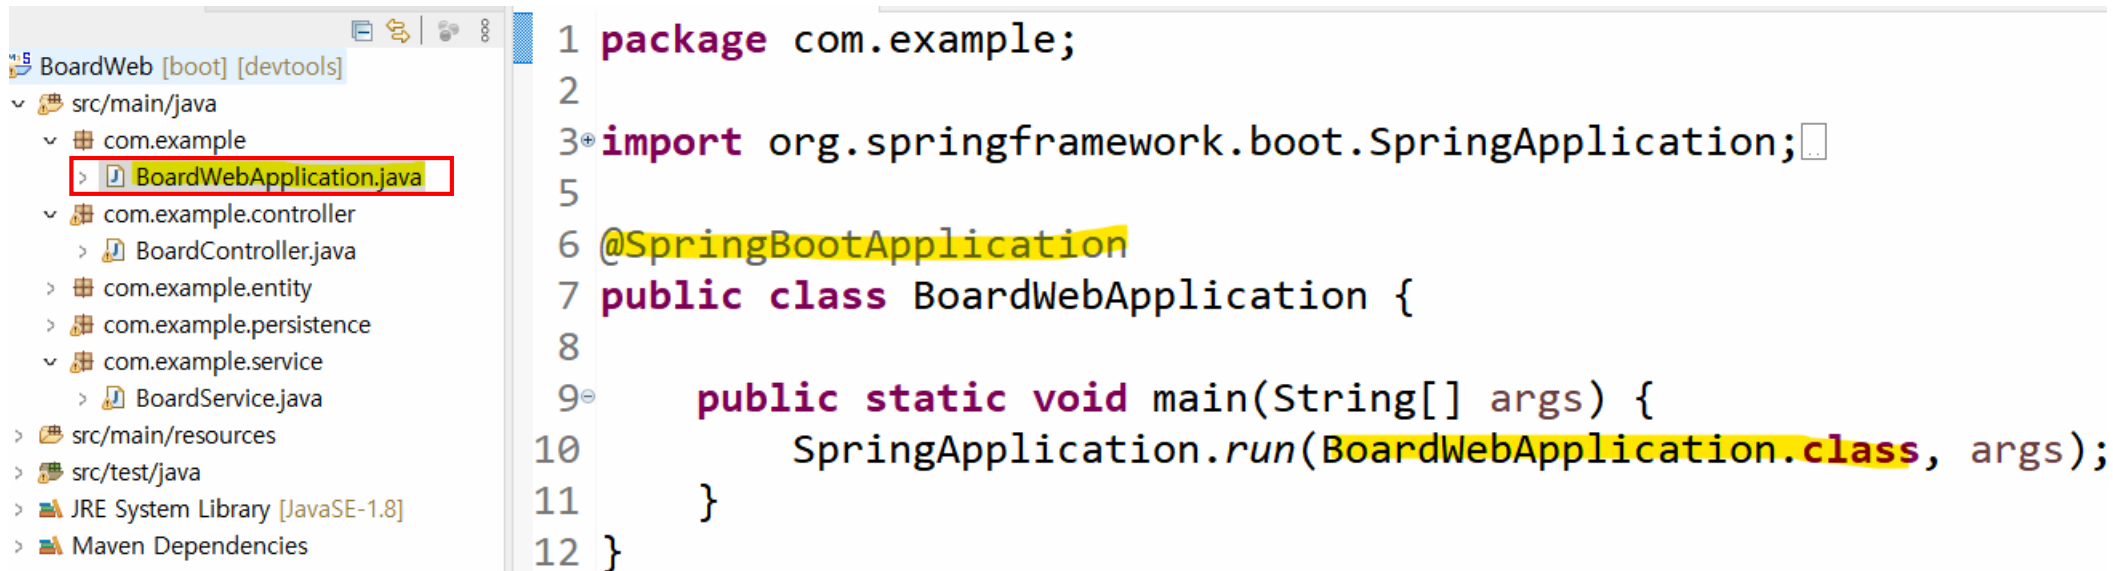 BoardWeb [boot] [devtools]
src/main/java
com.example
BoardWebApplication.java
com.example.controller
BoardController.java
com.example.entity
com.example.persistence
com.example.service
BoardService.java
src/main/resources
src/test/java
JRE System Library [JavaSE-1.8]
Maven Dependencies
1 package com.example;
2
3 import org.springframework.boot.SpringApplication;
5
6 @SpringBootApplication
7 public class BoardWebApplication {
8
9 public static void main(String[] args) {
10 SpringApplication.run(BoardWebApplication.class, args);
11 }
12 }